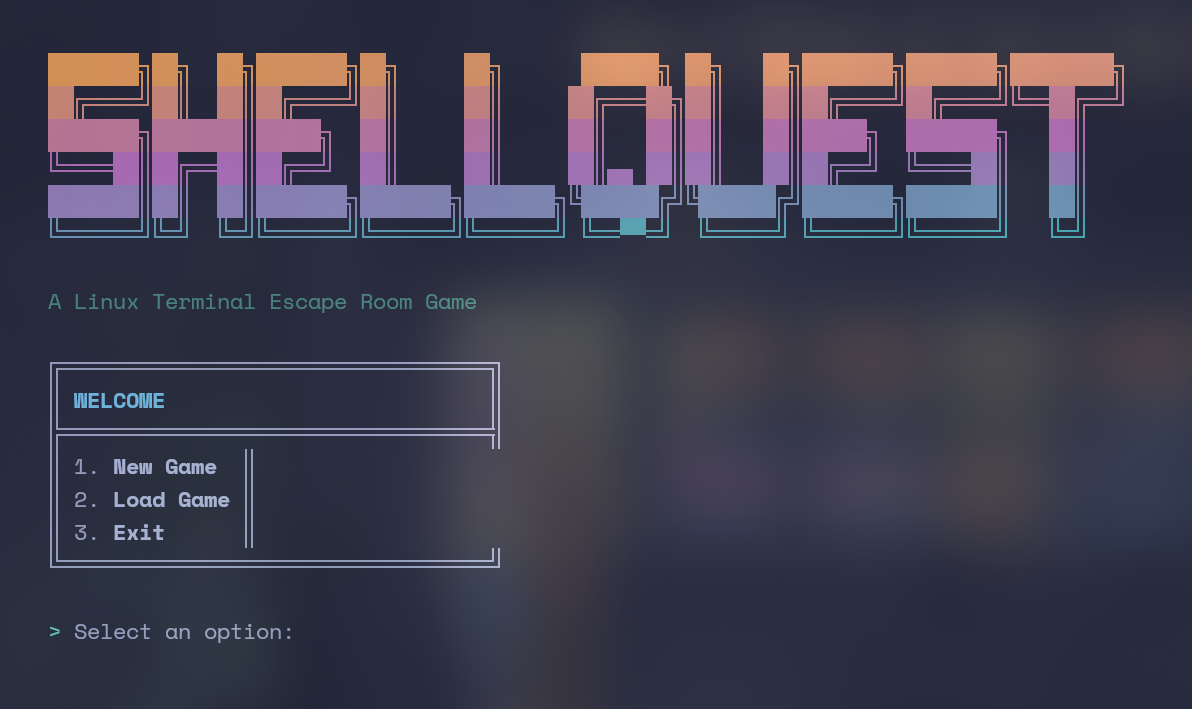 SHELLQUEST
A Linux Terminal Escape Room Game
WELCOME
1. New Game
2. Load Game
3. Exit
> Select an option: